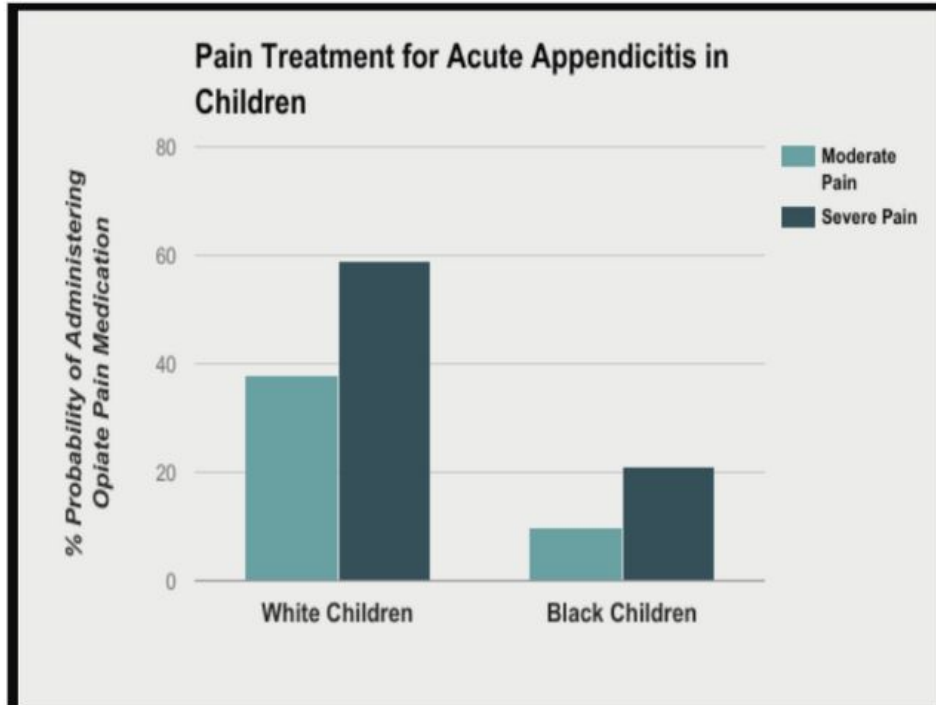 Pain Treatment for Acute Appendicitis in
Children
% Probability of Administering
Opiate Pain Medication
80
60
40
20
0
White Children
Black Children
Moderate
Pain
Severe Pain